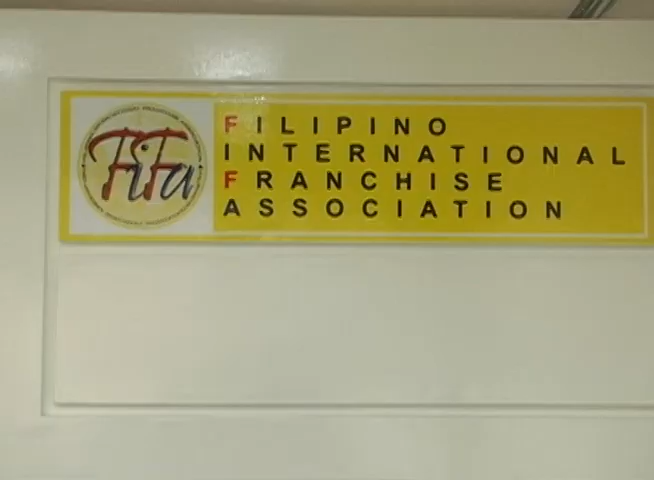 FiFa
FILIPINO
INTERNATIONAL
FRANCHISE
ASSOCIATION